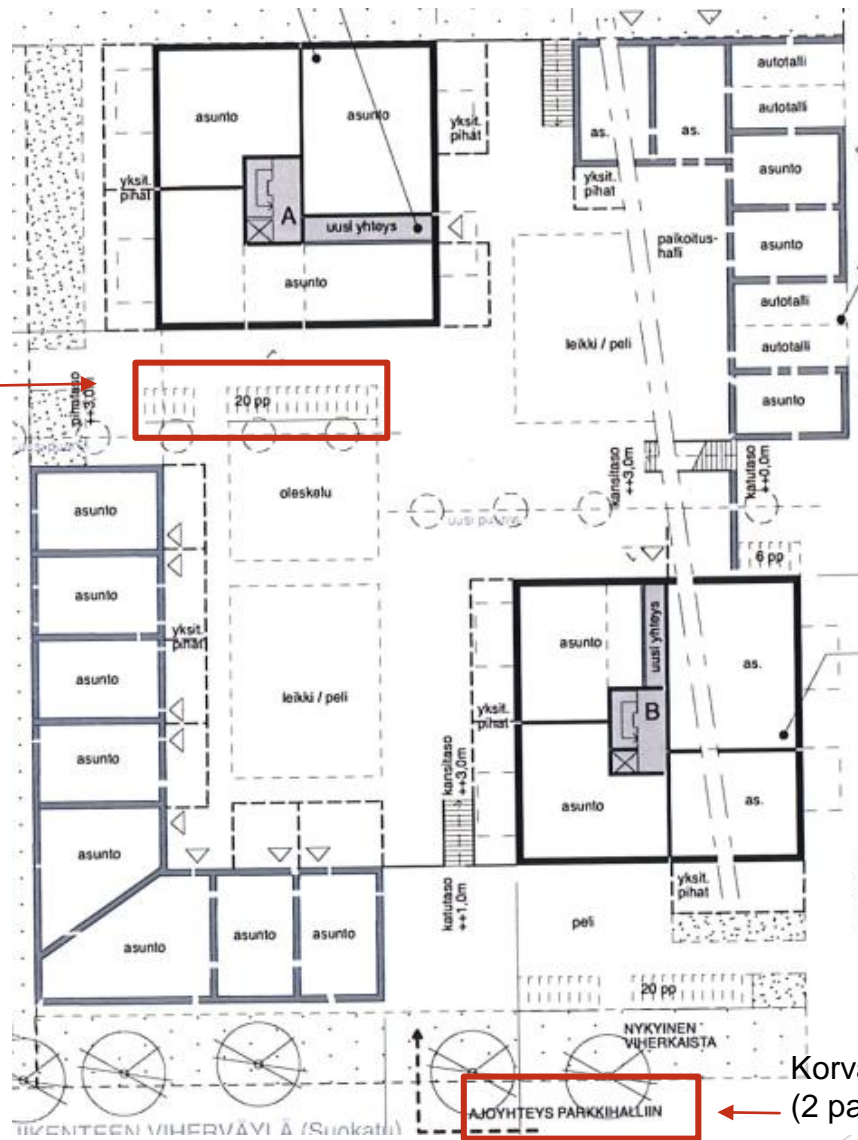 autotalli
asunto
asunto
as.
as.
autotalli
yksit.
pihat
yksit.
pihat
asunto
yksit.
pihat
A
uusi yhteys
paikoitus-
halli
asunto
asunto
autotalli
leikki / peli
autotalli
pihataso
++3,0m
20 pp
asunto
kansitaso
++3,0m
katutaso
++0,0m
oleskelu
asunto
uusi puurivi
6 pp
asunto
yksit.
pihat
asunto
uusi yhteys
as.
asunto
leikki / peli
yksit.
pihat
B
asunto
kansitaso
++3,0m
asunto
as.
asunto
yksit.
pihat
katutaso
++1,0m
peli
asunto
asunto
asunto
20 pp
NYKYINEN
VIHERKAISTA
Korva
(2 pa
AJOYHTEYS PARKKIHALLIIN
IIKENTEEN VIHERVÄYLÄ (Suokatu)